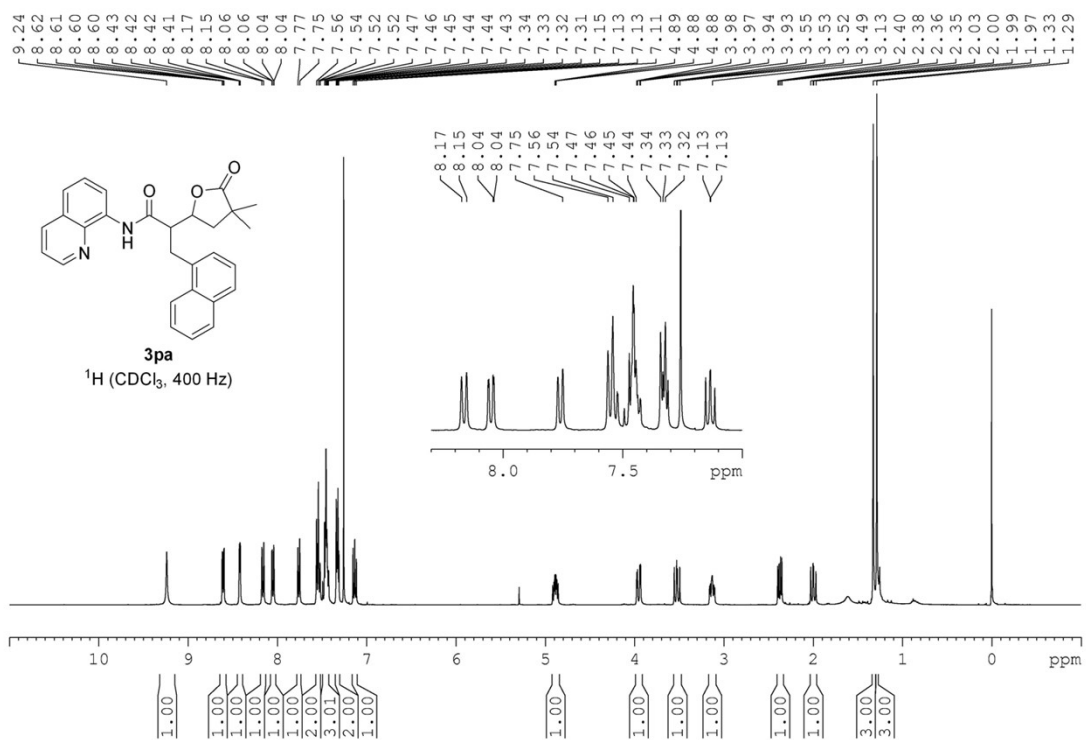 9.24 8.62 8.61 8.60 8.60 8.43 8.42 8.42 8.41 8.17 8.15 8.06 8.06 8.04 8.04 7.77 7.75 7.56 7.54 7.52 7.52 7.47 7.46 7.45 7.44 7.44 7.43 7.34 7.33 7.32 7.31 7.15 7.13 7.13 7.11 4.89 4.88 4.88 3.98 3.97 3.94 3.93 3.55 3.53 3.52 3.49 3.13 2.40 2.38 2.36 2.35 2.03 2.00 1.99 1.97 1.33 1.29
8.17 8.15 8.04 8.04 7.75 7.56 7.54 7.47 7.46 7.45 7.44 7.34 7.33 7.32 7.13 7.13
O
O
O
N
H
N
3pa
¹H (CDCl₃, 400 Hz)
8.0 7.5 ppm
10 9 8 7 6 5 4 3 2 1 0 ppm
1.00 1.00 1.00 1.00 1.00 1.00 2.00 3.01 2.00 1.00 1.00 1.00 1.00 1.00 1.00 1.00 3.00 3.00